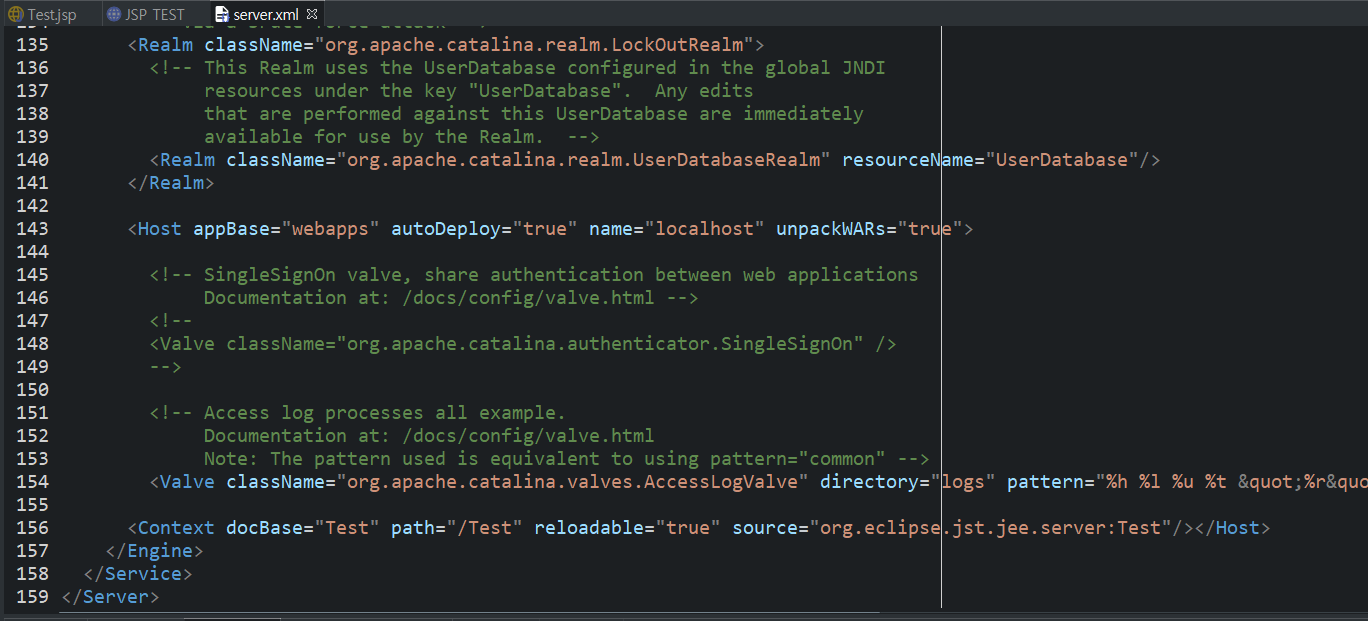 Test.jsp JSP TEST server.xml
135 <Realm className="org.apache.catalina.realm.LockOutRealm">
136 <!-- This Realm uses the UserDatabase configured in the global JNDI
137 resources under the key "UserDatabase".  Any edits
138 that are performed against this UserDatabase are immediately
139 available for use by the Realm.  -->
140 <Realm className="org.apache.catalina.realm.UserDatabaseRealm" resourceName="UserDatabase"/>
141 </Realm>
142
143 <Host appBase="webapps" autoDeploy="true" name="localhost" unpackWARs="true">
144
145 <!-- SingleSignOn valve, share authentication between web applications
146 Documentation at: /docs/config/valve.html -->
147 <!--
148 <Valve className="org.apache.catalina.authenticator.SingleSignOn" />
149 -->
150
151 <!-- Access log processes all example.
152 Documentation at: /docs/config/valve.html
153 Note: The pattern used is equivalent to using pattern="common" -->
154 <Valve className="org.apache.catalina.valves.AccessLogValve" directory="logs" pattern="%h %l %u %t &quot;%r&quo
155
156 <Context docBase="Test" path="/Test" reloadable="true" source="org.eclipse.jst.jee.server:Test"/></Host>
157 </Engine>
158 </Service>
159 </Server>